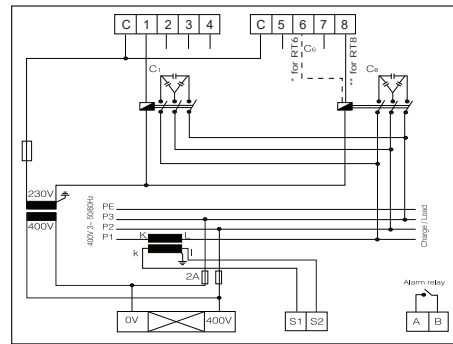 C 1 2 3 4
C 5 6 7 8
C1
* for RT6
C6
** for RT8
C8
230V
400V
400V 3~ 50/60Hz
PE
P3
P2
P1
K L
k l
Charge / Load
2A
0V 400V
S1 S2
Alarm relay
A B